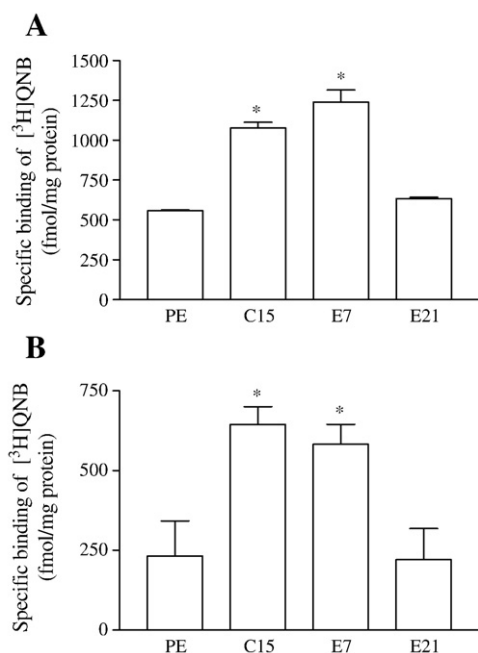 A
Specific binding of [³H]QNB
(fmol/mg protein)
1500
1250
1000
750
500
250
0
*
*
PE C15 E7 E21
B
Specific binding of [³H]QNB
(fmol/mg protein)
750
500
250
0
*
*
PE C15 E7 E21